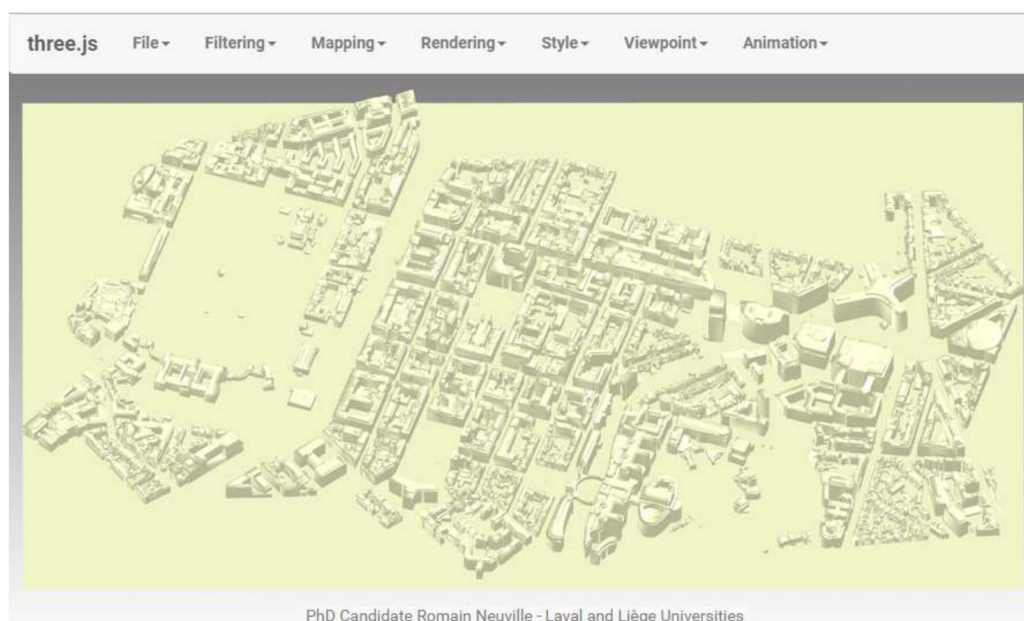 three.js File Filtering Mapping Rendering Style Viewpoint Animation
PhD Candidate Romain Neuville - Laval and Liège Universities